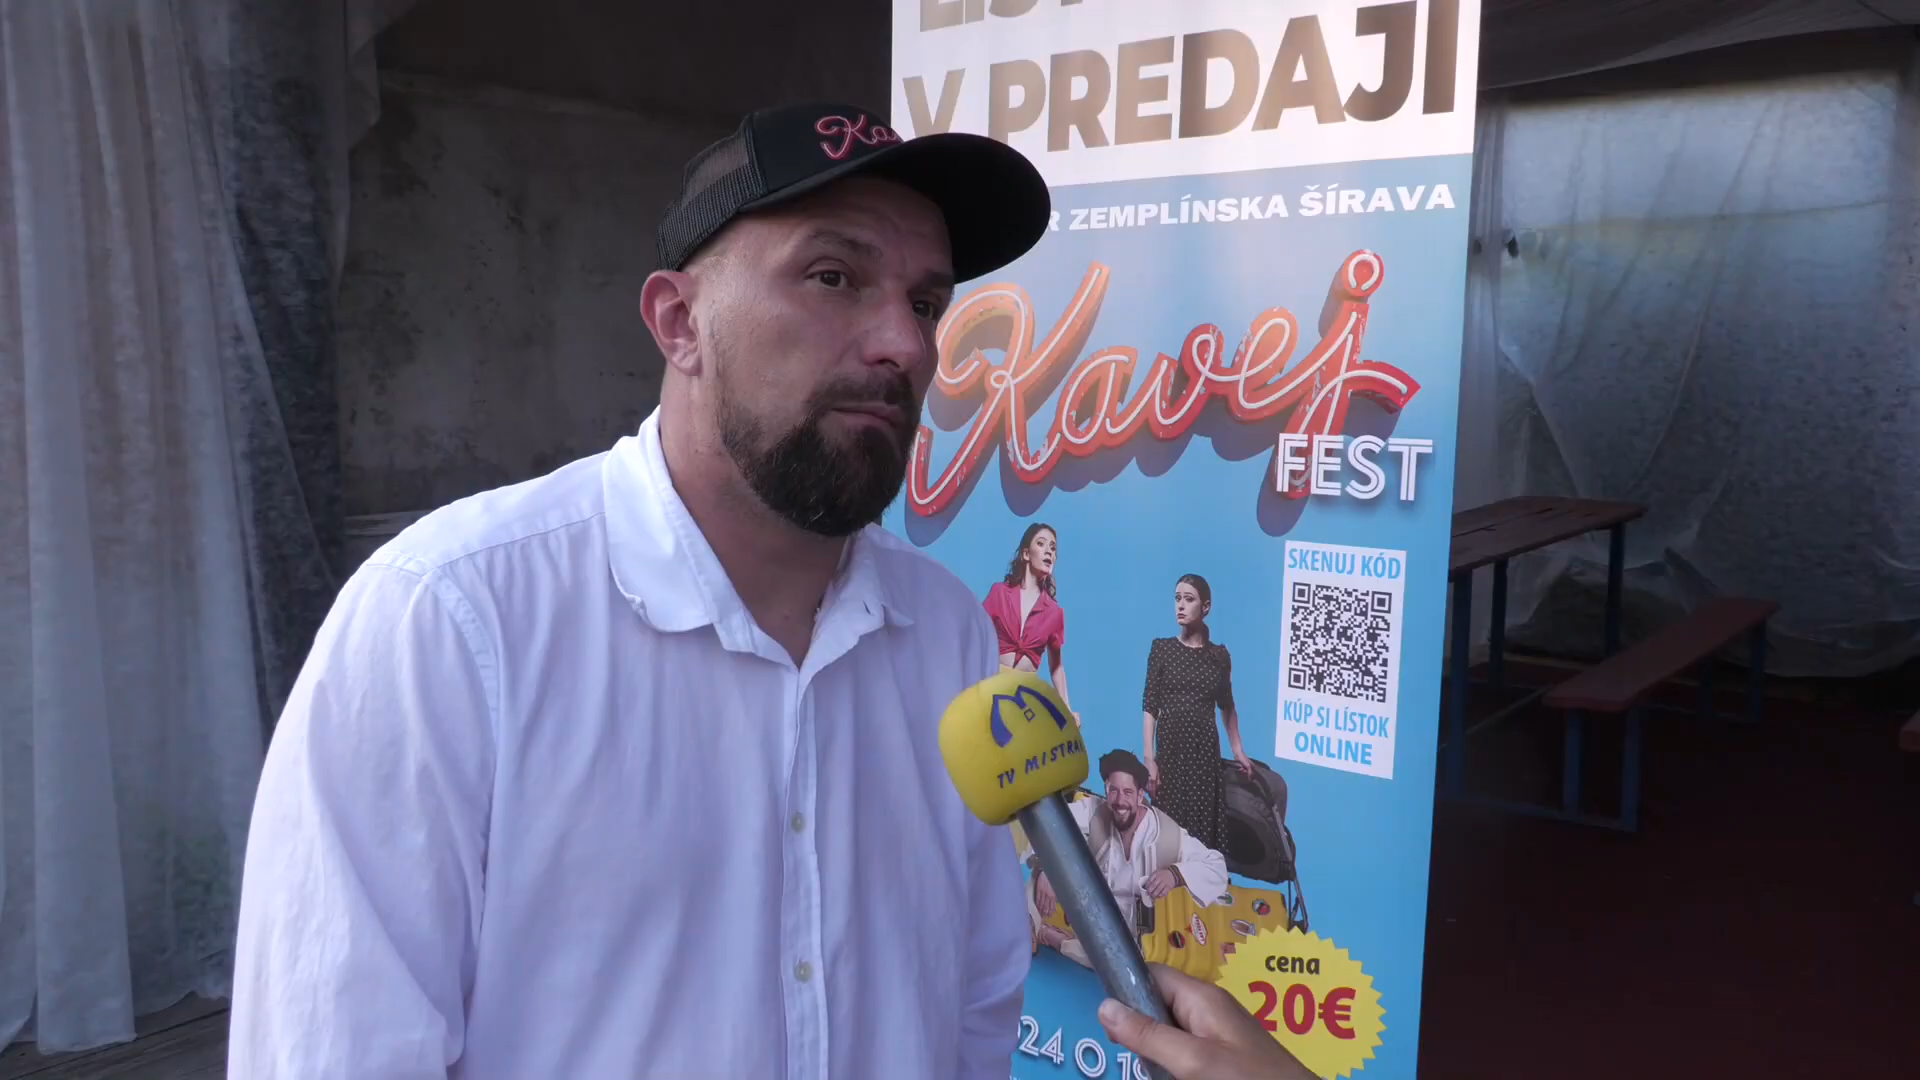 V PREDAJI
ZEMPLÍNSKA ŠÍRAVA
Kavej
FEST
SKENUJ KÓD
KÚP SI LÍSTOK
ONLINE
TV MISTRAL
cena
20€